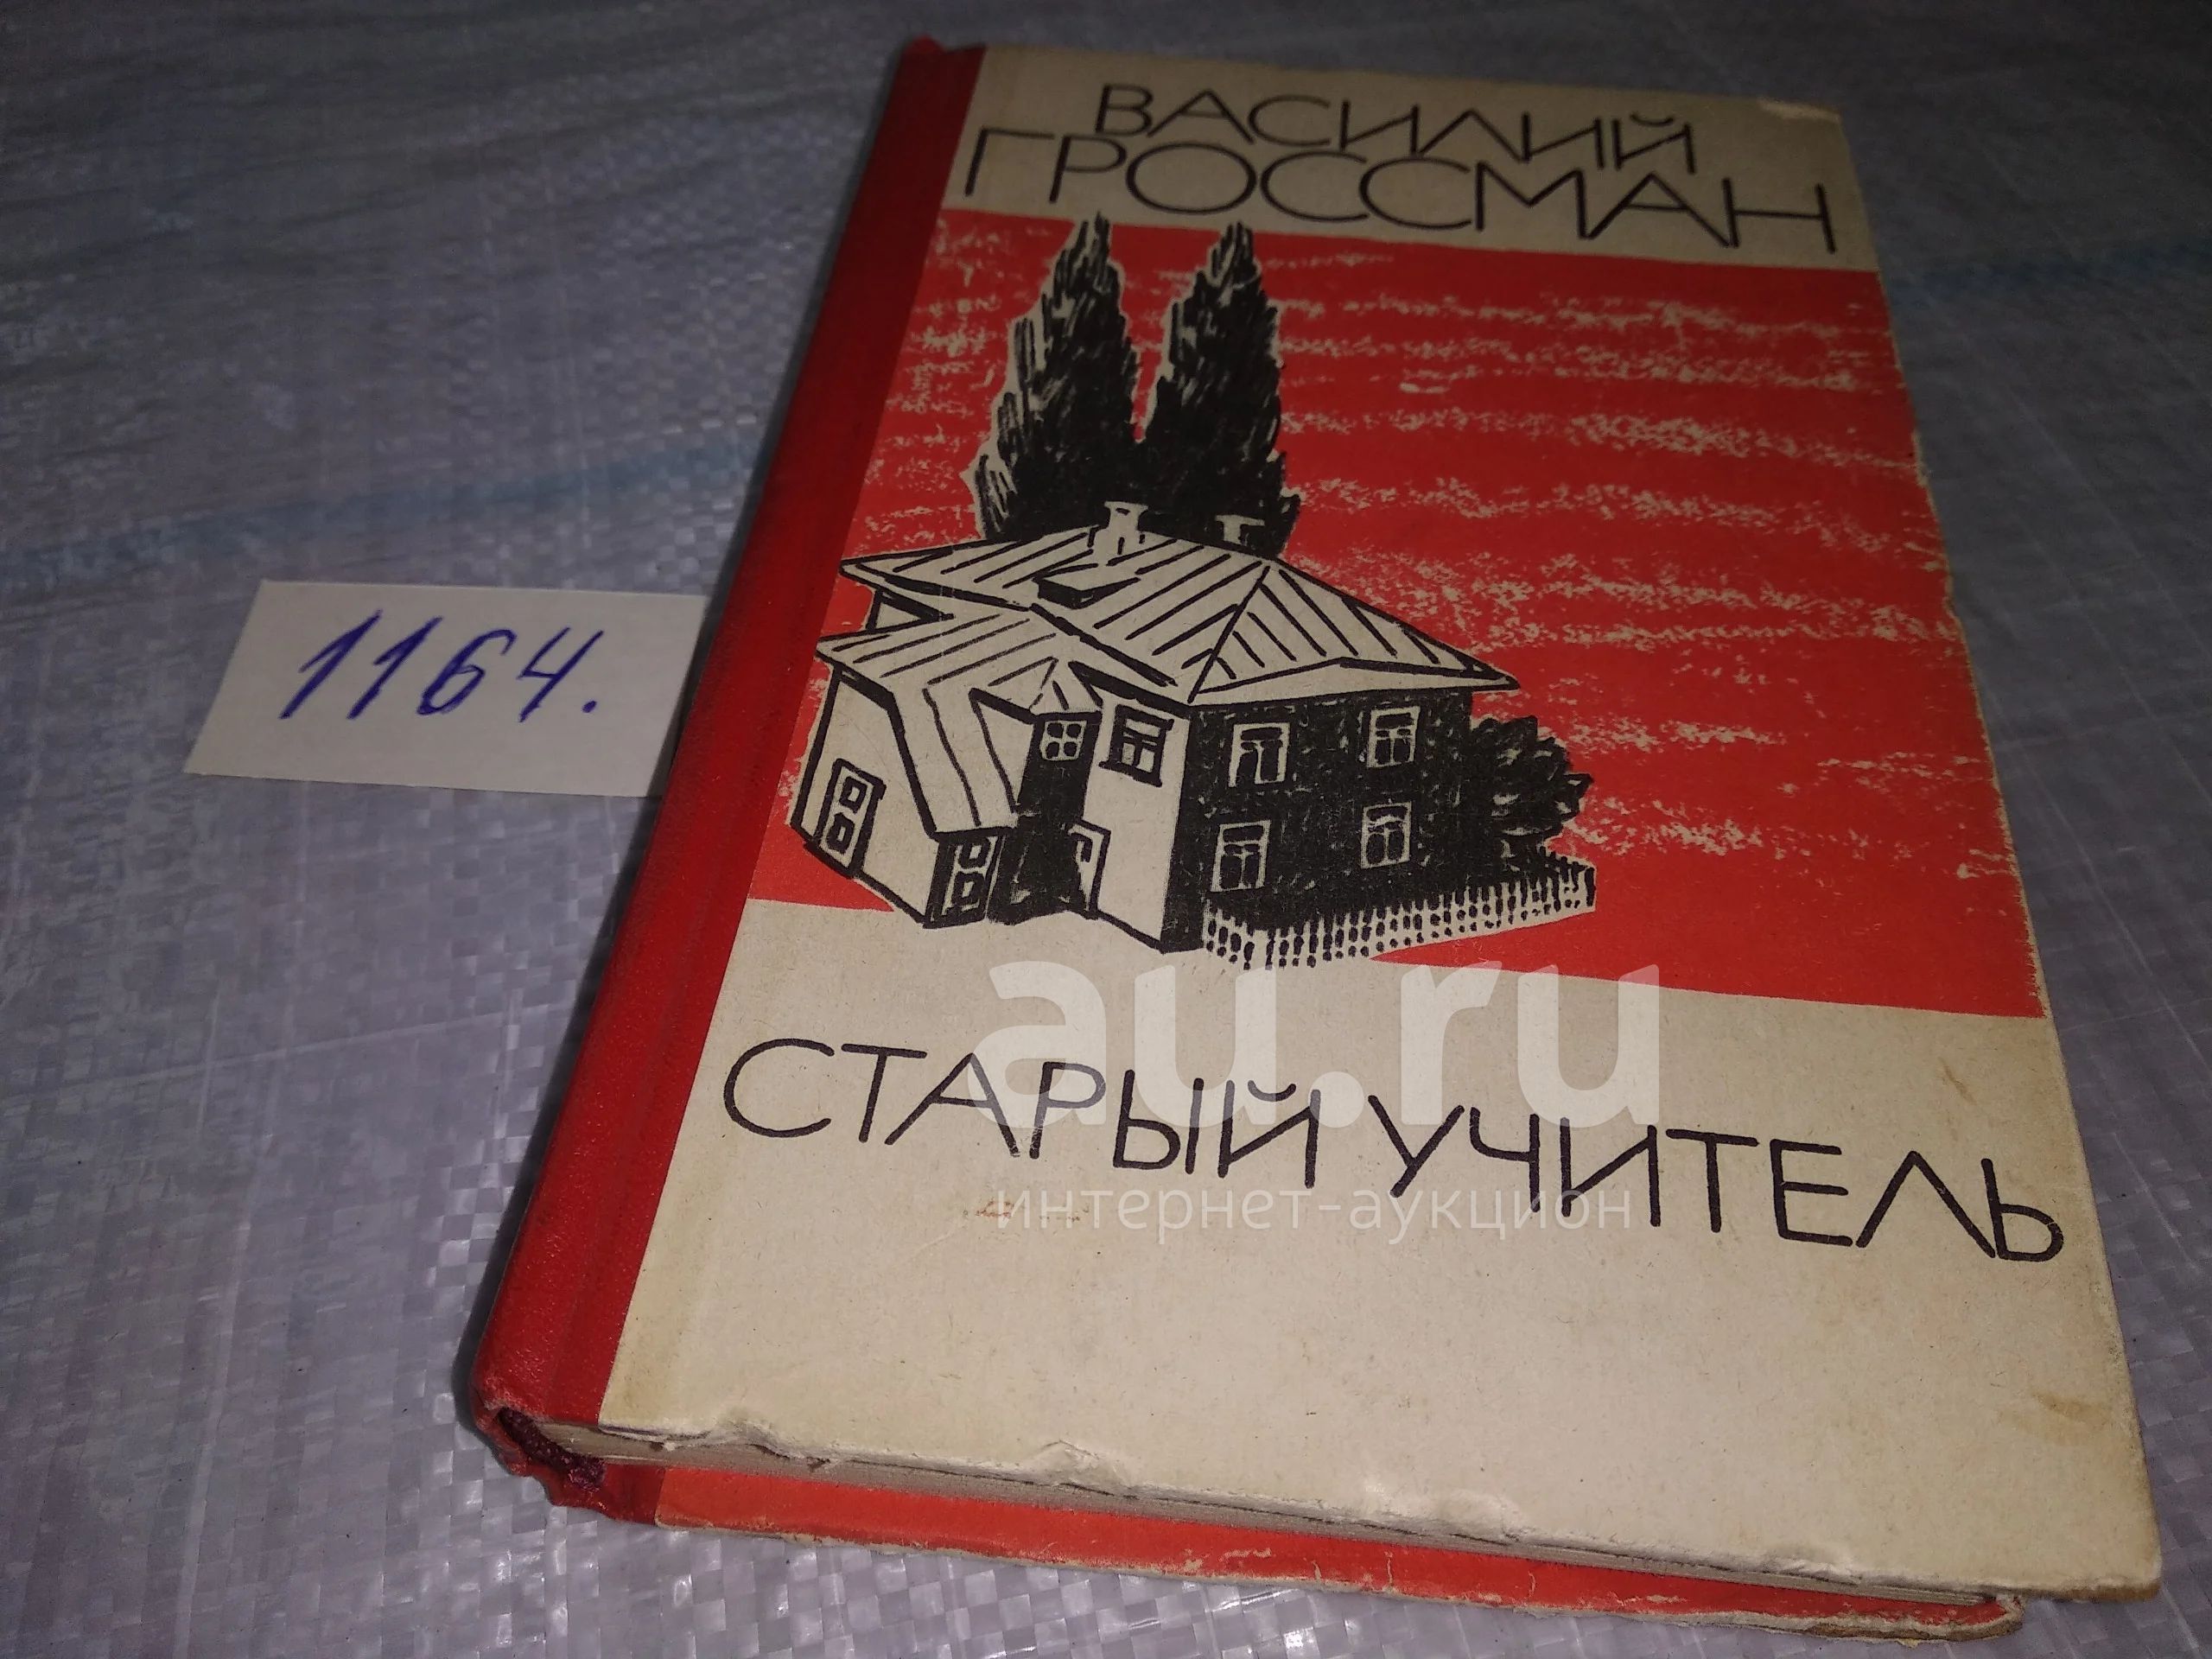 ВАСИЛИЙ
ГРОССМАН
1164.
au.ru
СТАРЫЙ УЧИТЕЛЬ
интернет-аукцион